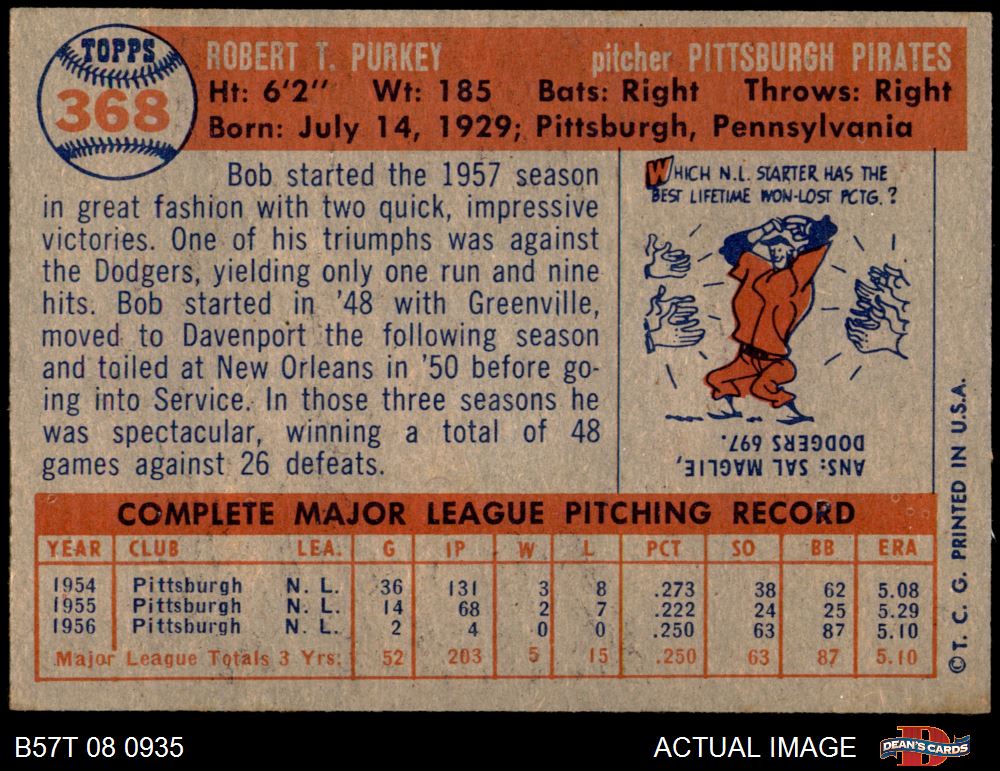 TOPPS
368
ROBERT T. PURKEY pitcher PITTSBURGH PIRATES
Ht: 6'2" Wt: 185 Bats: Right Throws: Right
Born: July 14, 1929; Pittsburgh, Pennsylvania
Bob started the 1957 season
in great fashion with two quick, impressive
victories. One of his triumphs was against
the Dodgers, yielding only one run and nine
hits. Bob started in '48 with Greenville,
moved to Davenport the following season
and toiled at New Orleans in '50 before go-
ing into Service. In those three seasons he
was spectacular, winning a total of 48
games against 26 defeats.
WHICH N.L. STARTER HAS THE
BEST LIFETIME WON-LOST PCTG.?
ANS: SAL MAGLIE,
DODGERS 697.
COMPLETE MAJOR LEAGUE PITCHING RECORD
YEAR CLUB LEA. G IP W L PCT SO BB ERA
1954 Pittsburgh N. L. 36 131 3 8 .273 38 62 5.08
1955 Pittsburgh N. L. 14 68 2 7 .222 24 25 5.29
1956 Pittsburgh N. L. 2 4 0 0 .250 63 87 5.10
Major League Totals 3 Yrs. 52 203 5 15 .250 63 87 5.10
© T. C. G. PRINTED IN U.S.A.
B57T 08 0935 ACTUAL IMAGE DEAN'S CARDS